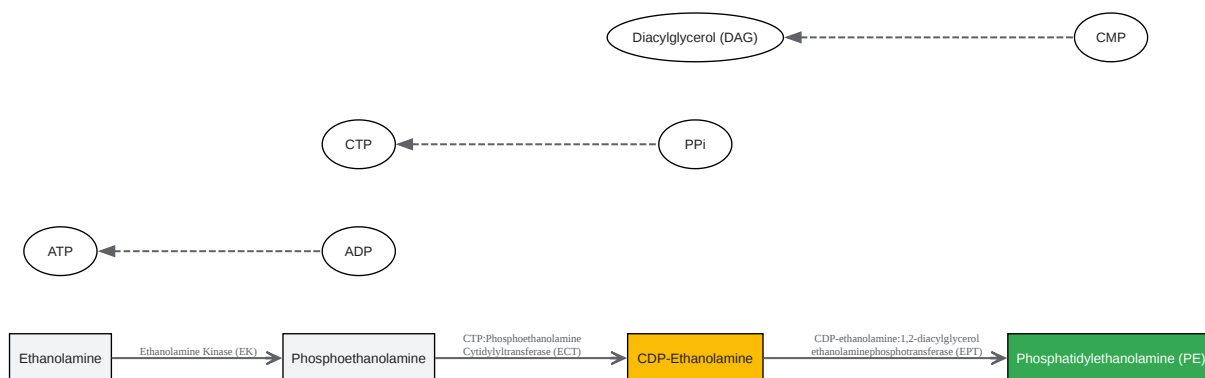 Diacylglycerol (DAG)
CMP
CTP
PPi
ATP
ADP
Ethanolamine
Ethanolamine Kinase (EK)
Phosphoethanolamine
CTP:Phosphoethanolamine
Cytidylyltransferase (ECT)
CDP-Ethanolamine
CDP-ethanolamine:1,2-diacylglycerol
ethanolaminephosphotransferase (EPT)
Phosphatidylethanolamine (PE)